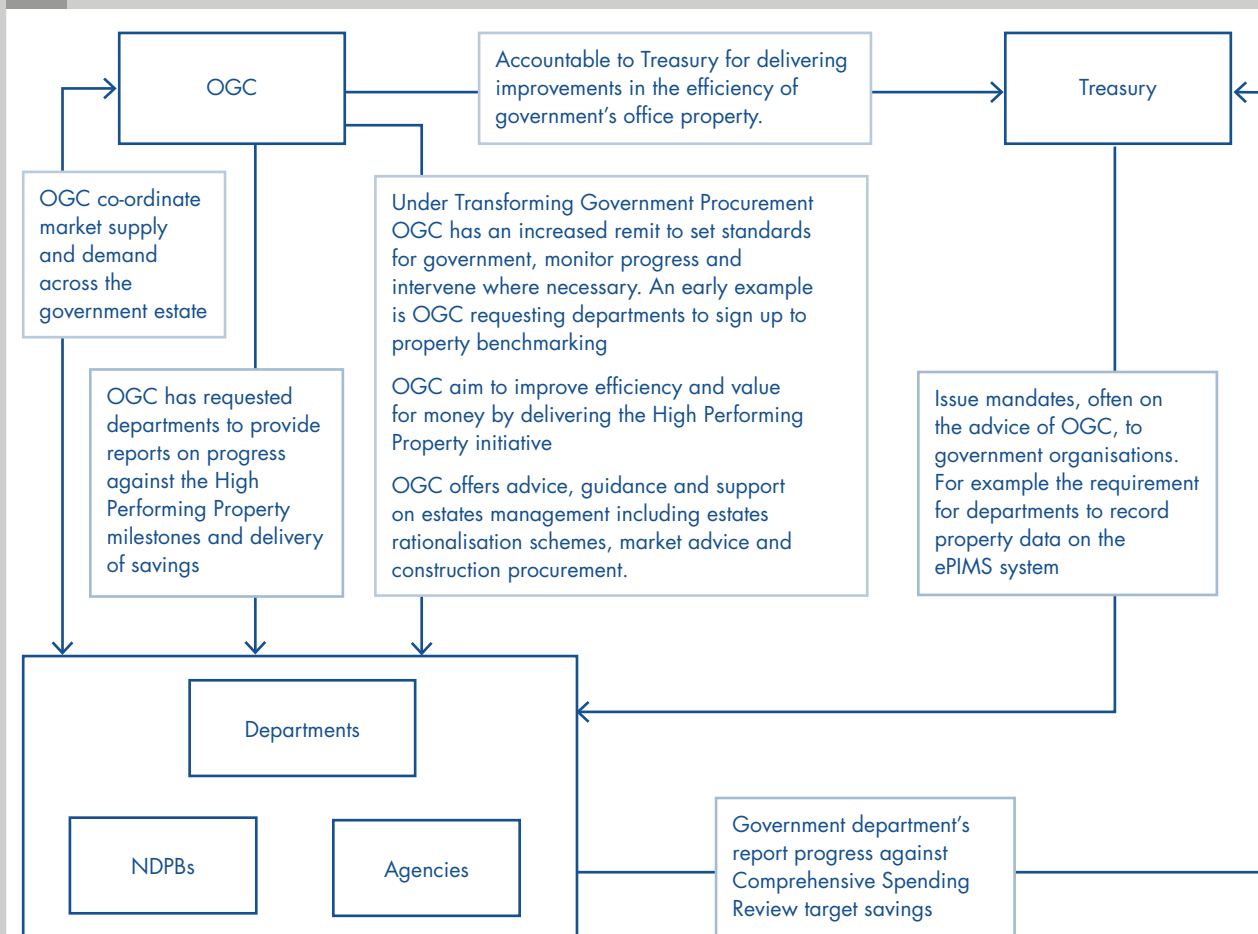 OGC
Accountable to Treasury for delivering
improvements in the efficiency of
government's office property.
Treasury
OGC co-ordinate
market supply
and demand
across the
government estate
Under Transforming Government Procurement
OGC has an increased remit to set standards
for government, monitor progress and
intervene where necessary. An early example
is OGC requesting departments to sign up to
property benchmarking
OGC aim to improve efficiency and value
for money by delivering the High Performing
Property initiative
OGC offers advice, guidance and support
on estates management including estates
rationalisation schemes, market advice and
construction procurement.
OGC has requested
departments to provide
reports on progress
against the High
Performing Property
milestones and delivery
of savings
Issue mandates, often on
the advice of OGC, to
government organisations.
For example the requirement
for departments to record
property data on the
ePIMS system
Departments
NDPBs
Agencies
Government department's
report progress against
Comprehensive Spending
Review target savings